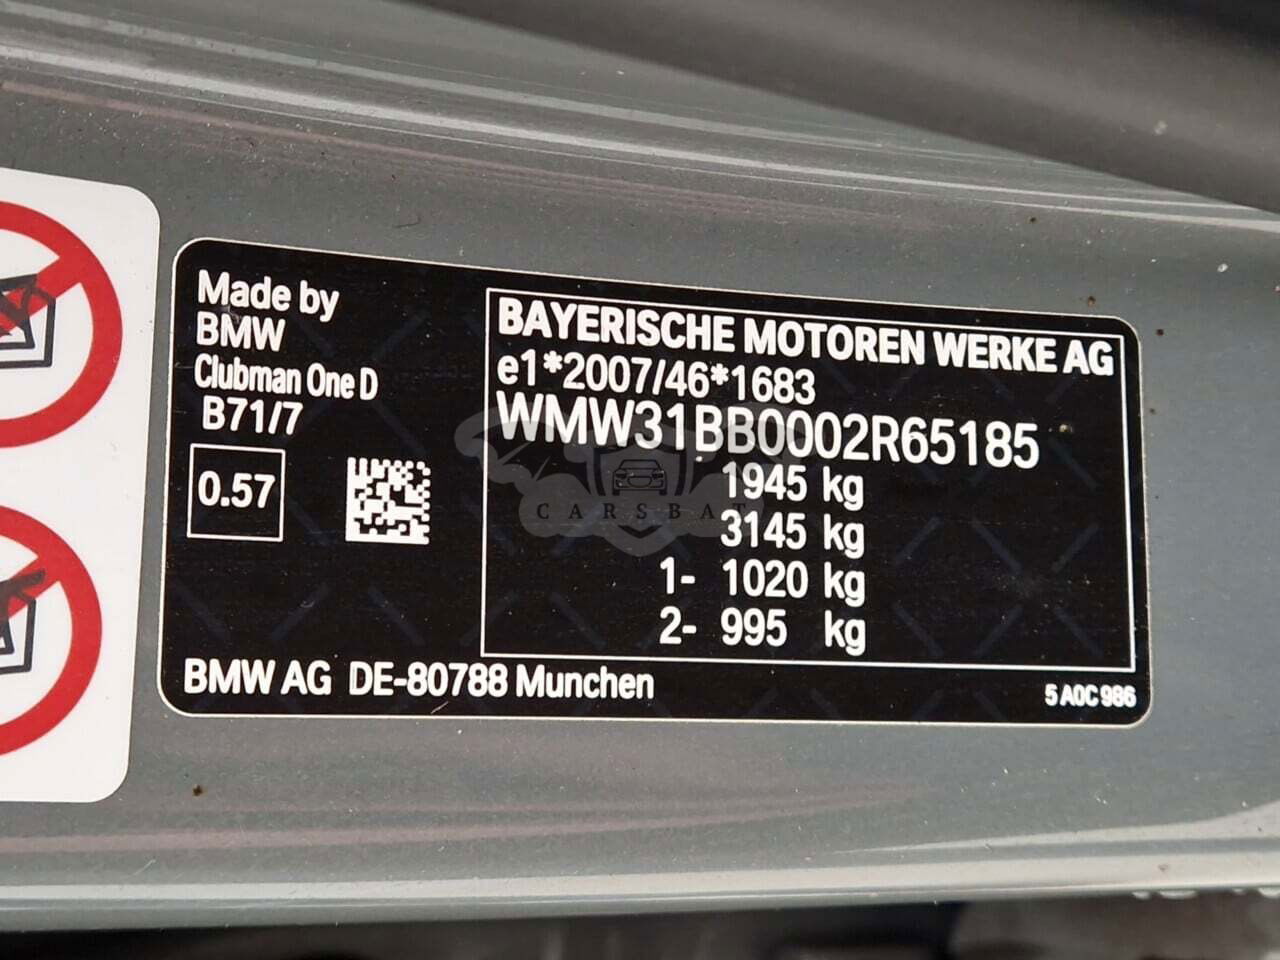 Made by
BMW
Clubman One D
B71/7
0.57
BAYERISCHE MOTOREN WERKE AG
e1*2007/46*1683
WMW31BB0002R65185
1945 kg
3145 kg
1- 1020 kg
2- 995 kg
CARSBAT
BMW AG DE-80788 Munchen
5 A0C 986